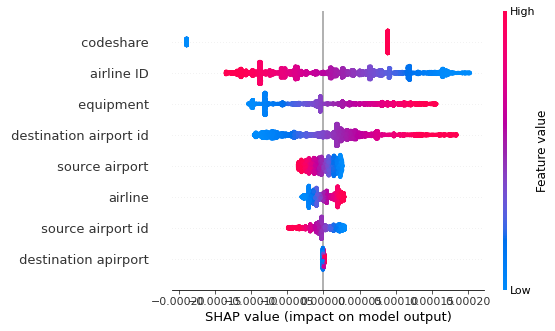 High
codeshare
airline ID
equipment
destination airport id
source airport
airline
source airport id
destination apirport
Feature value
Low
−0.00020 −0.00015 −0.00010 −0.00005 0.00000 0.00005 0.00010 0.00015 0.00020
SHAP value (impact on model output)